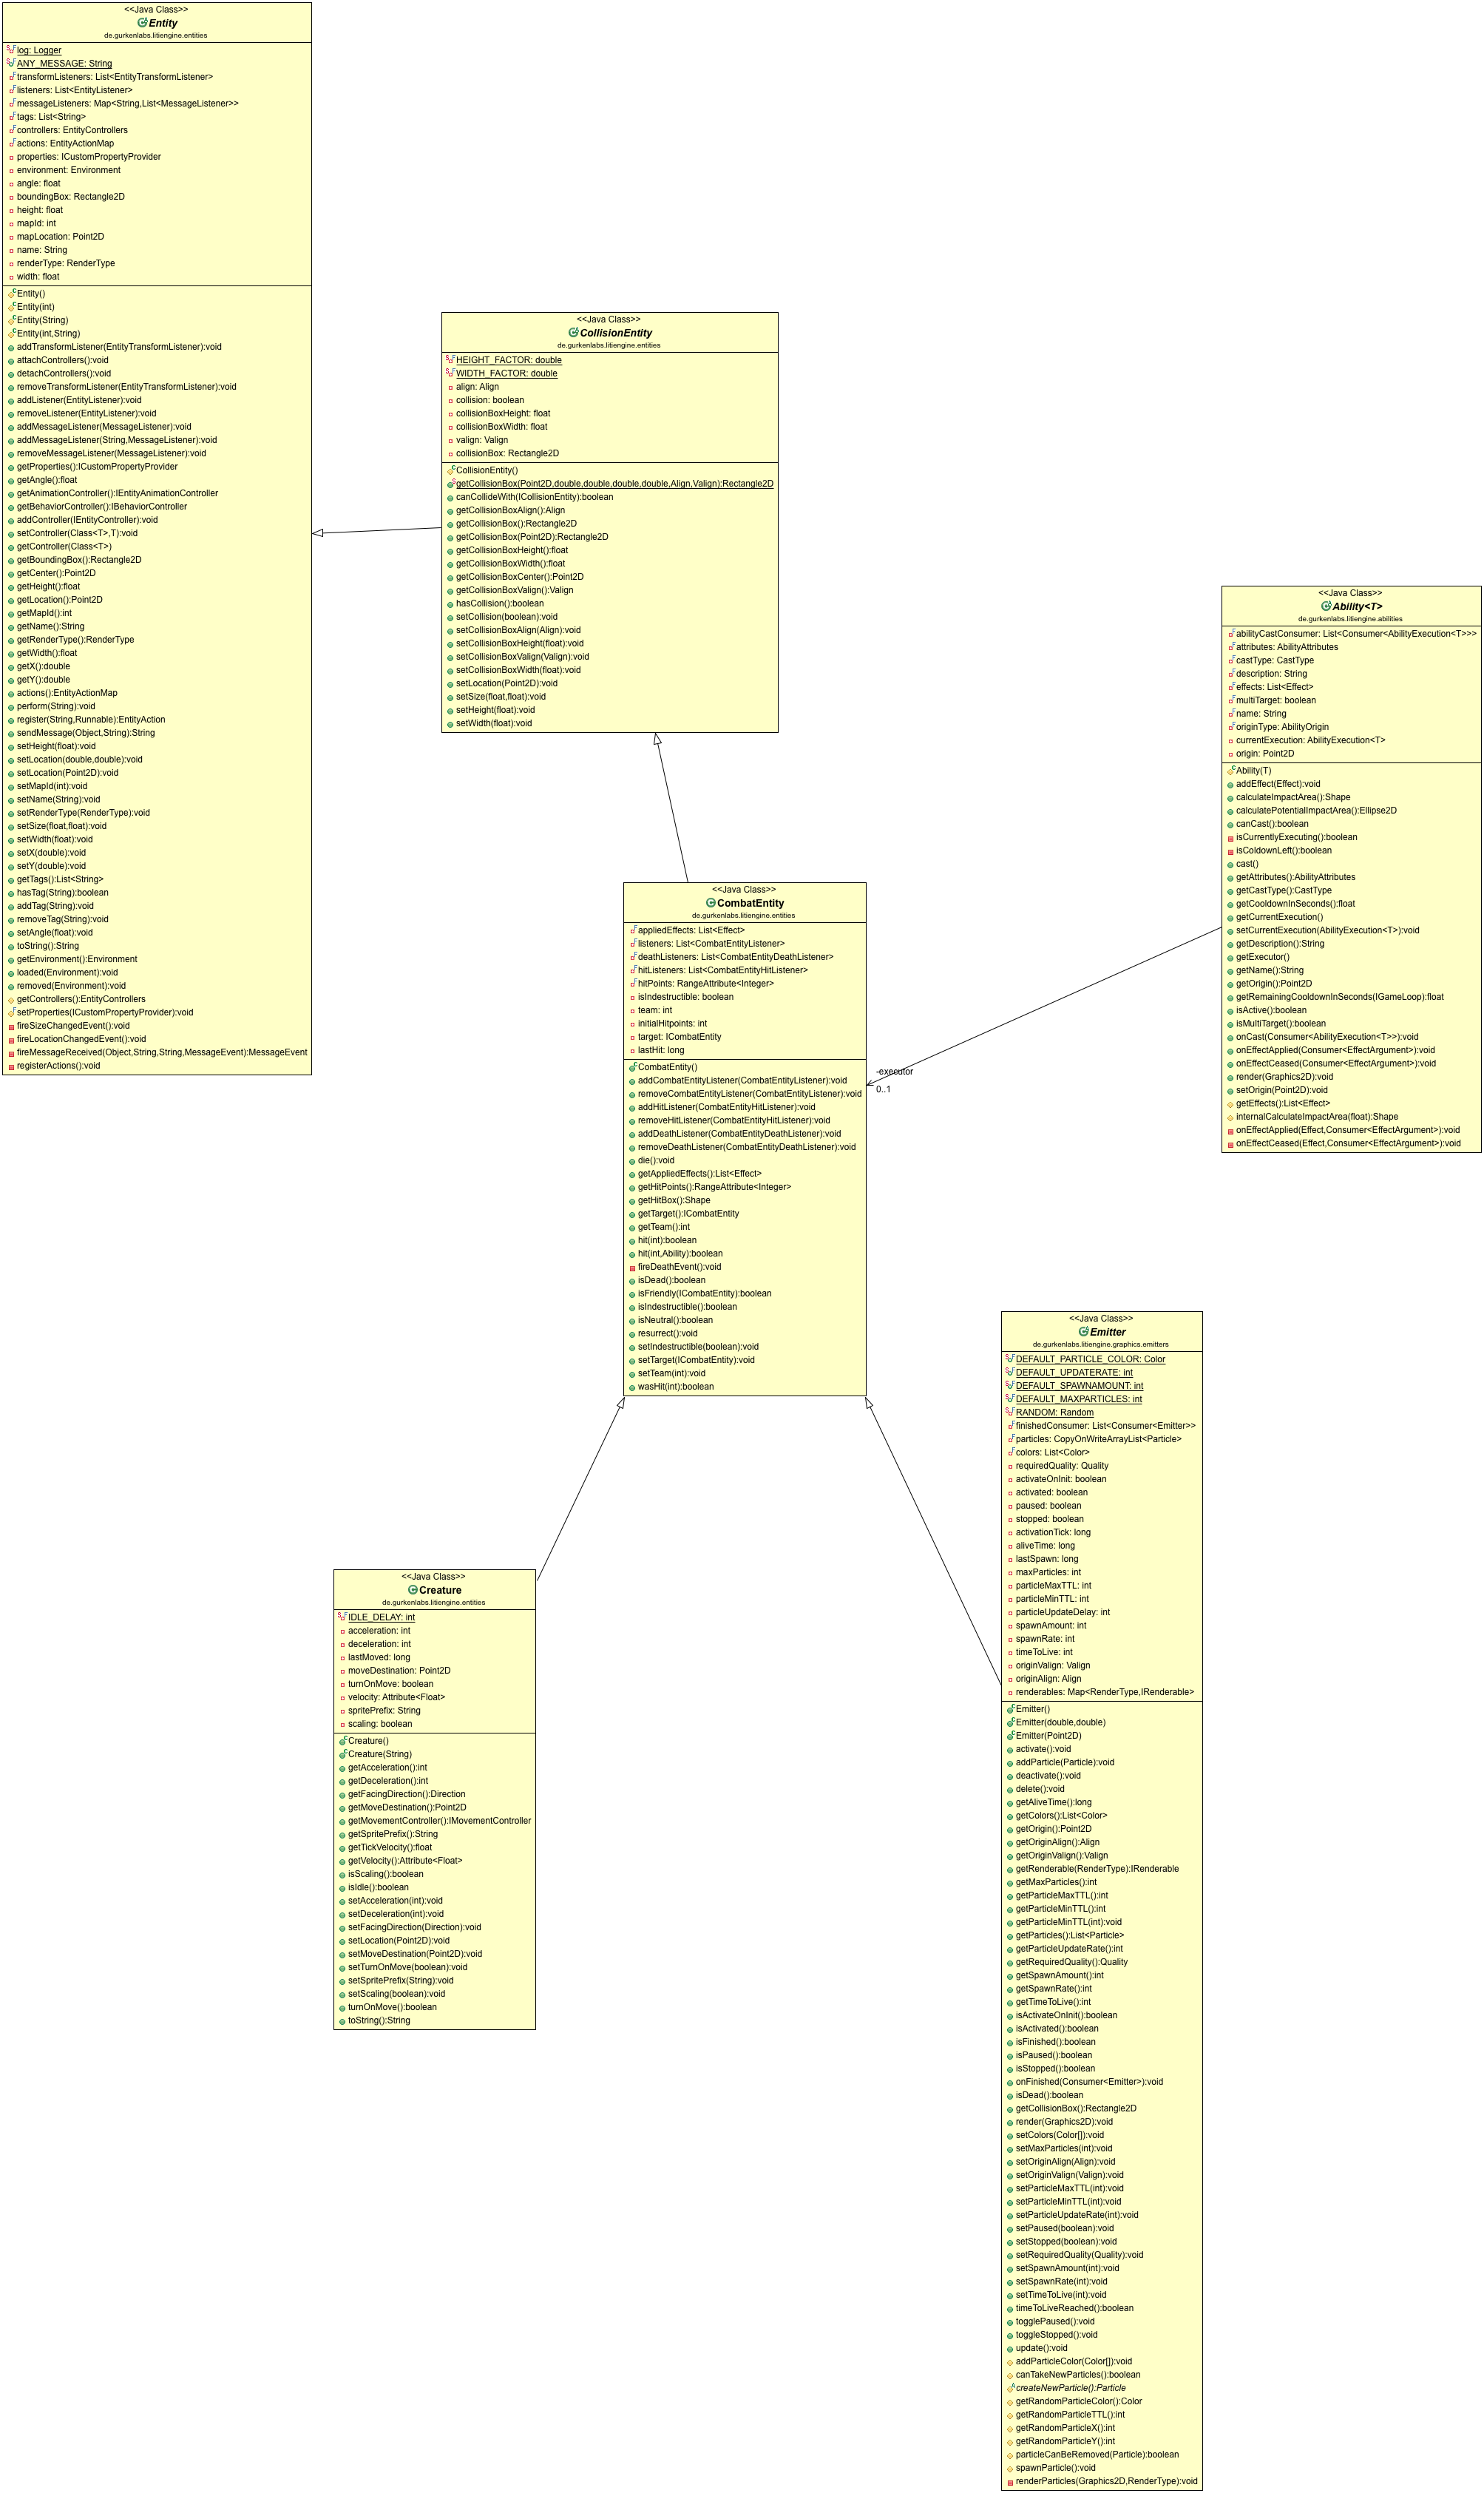 <<Java Class>>
Entity
de.gurkenlabs.litiengine.entities
log: Logger
ANY_MESSAGE: String
transformListeners: List<EntityTransformListener>
listeners: List<EntityListener>
messageListeners: Map<String,List<MessageListener>>
tags: List<String>
controllers: EntityControllers
actions: EntityActionMap
properties: ICustomPropertyProvider
environment: Environment
angle: float
boundingBox: Rectangle2D
height: float
mapId: int
mapLocation: Point2D
name: String
renderType: RenderType
width: float
Entity()
Entity(int)
Entity(String)
Entity(int,String)
addTransformListener(EntityTransformListener):void
attachControllers():void
detachControllers():void
removeTransformListener(EntityTransformListener):void
addListener(EntityListener):void
removeListener(EntityListener):void
addMessageListener(MessageListener):void
addMessageListener(String,MessageListener):void
removeMessageListener(MessageListener):void
getProperties():ICustomPropertyProvider
getAngle():float
getAnimationController():IEntityAnimationController
getBehaviorController():IBehaviorController
addController(IEntityController):void
setController(Class<T>,T):void
getController(Class<T>)
getBoundingBox():Rectangle2D
getCenter():Point2D
getHeight():float
getLocation():Point2D
getMapId():int
getName():String
getRenderType():RenderType
getWidth():float
getX():double
getY():double
actions():EntityActionMap
perform(String):void
register(String,Runnable):EntityAction
sendMessage(Object,String):String
setHeight(float):void
setLocation(double,double):void
setLocation(Point2D):void
setMapId(int):void
setName(String):void
setRenderType(RenderType):void
setSize(float,float):void
setWidth(float):void
setX(double):void
setY(double):void
getTags():List<String>
hasTag(String):boolean
addTag(String):void
removeTag(String):void
setAngle(float):void
toString():String
getEnvironment():Environment
loaded(Environment):void
removed(Environment):void
getControllers():EntityControllers
setProperties(ICustomPropertyProvider):void
fireSizeChangedEvent():void
fireLocationChangedEvent():void
fireMessageReceived(Object,String,String,MessageEvent):MessageEvent
registerActions():void
<<Java Class>>
CollisionEntity
de.gurkenlabs.litiengine.entities
HEIGHT_FACTOR: double
WIDTH_FACTOR: double
align: Align
collision: boolean
collisionBoxHeight: float
collisionBoxWidth: float
valign: Valign
collisionBox: Rectangle2D
CollisionEntity()
getCollisionBox(Point2D,double,double,double,double,Align,Valign):Rectangle2D
canCollideWith(ICollisionEntity):boolean
getCollisionBoxAlign():Align
getCollisionBox():Rectangle2D
getCollisionBox(Point2D):Rectangle2D
getCollisionBoxHeight():float
getCollisionBoxWidth():float
getCollisionBoxCenter():Point2D
getCollisionBoxValign():Valign
hasCollision():boolean
setCollision(boolean):void
setCollisionBoxAlign(Align):void
setCollisionBoxHeight(float):void
setCollisionBoxValign(Valign):void
setCollisionBoxWidth(float):void
setLocation(Point2D):void
setSize(float,float):void
setHeight(float):void
setWidth(float):void
<<Java Class>>
Ability<T>
de.gurkenlabs.litiengine.abilities
abilityCastConsumer: List<Consumer<AbilityExecution<T>>>
attributes: AbilityAttributes
castType: CastType
description: String
effects: List<Effect>
multiTarget: boolean
name: String
originType: AbilityOrigin
currentExecution: AbilityExecution<T>
origin: Point2D
Ability(T)
addEffect(Effect):void
calculateImpactArea():Shape
calculatePotentialImpactArea():Ellipse2D
canCast():boolean
isCurrentlyExecuting():boolean
isColdownLeft():boolean
cast()
getAttributes():AbilityAttributes
getCastType():CastType
getCooldownInSeconds():float
getCurrentExecution()
setCurrentExecution(AbilityExecution<T>):void
getDescription():String
getExecutor()
getName():String
getOrigin():Point2D
getRemainingCooldownInSeconds(IGameLoop):float
isActive():boolean
isMultiTarget():boolean
onCast(Consumer<AbilityExecution<T>>):void
onEffectApplied(Consumer<EffectArgument>):void
onEffectCeased(Consumer<EffectArgument>):void
render(Graphics2D):void
setOrigin(Point2D):void
getEffects():List<Effect>
internalCalculateImpactArea(float):Shape
onEffectApplied(Effect,Consumer<EffectArgument>):void
onEffectCeased(Effect,Consumer<EffectArgument>):void
<<Java Class>>
CombatEntity
de.gurkenlabs.litiengine.entities
appliedEffects: List<Effect>
listeners: List<CombatEntityListener>
deathListeners: List<CombatEntityDeathListener>
hitListeners: List<CombatEntityHitListener>
hitPoints: RangeAttribute<Integer>
isIndestructible: boolean
team: int
initialHitpoints: int
target: ICombatEntity
lastHit: long
CombatEntity()
addCombatEntityListener(CombatEntityListener):void
removeCombatEntityListener(CombatEntityListener):void
addHitListener(CombatEntityHitListener):void
removeHitListener(CombatEntityHitListener):void
addDeathListener(CombatEntityDeathListener):void
removeDeathListener(CombatEntityDeathListener):void
die():void
getAppliedEffects():List<Effect>
getHitPoints():RangeAttribute<Integer>
getHitBox():Shape
getTarget():ICombatEntity
getTeam():int
hit(int):boolean
hit(int,Ability):boolean
fireDeathEvent():void
isDead():boolean
isFriendly(ICombatEntity):boolean
isIndestructible():boolean
isNeutral():boolean
resurrect():void
setIndestructible(boolean):void
setTarget(ICombatEntity):void
setTeam(int):void
wasHit(int):boolean
-executor
0..1
<<Java Class>>
Emitter
de.gurkenlabs.litiengine.graphics.emitters
DEFAULT_PARTICLE_COLOR: Color
DEFAULT_UPDATERATE: int
DEFAULT_SPAWNAMOUNT: int
DEFAULT_MAXPARTICLES: int
RANDOM: Random
finishedConsumer: List<Consumer<Emitter>>
particles: CopyOnWriteArrayList<Particle>
colors: List<Color>
requiredQuality: Quality
activateOnInit: boolean
activated: boolean
paused: boolean
stopped: boolean
activationTick: long
aliveTime: long
lastSpawn: long
maxParticles: int
particleMaxTTL: int
particleMinTTL: int
particleUpdateDelay: int
spawnAmount: int
spawnRate: int
timeToLive: int
originValign: Valign
originAlign: Align
renderables: Map<RenderType,IRenderable>
Emitter()
Emitter(double,double)
Emitter(Point2D)
activate():void
addParticle(Particle):void
deactivate():void
delete():void
getAliveTime():long
getColors():List<Color>
getOrigin():Point2D
getOriginAlign():Align
getOriginValign():Valign
getRenderable(RenderType):IRenderable
getMaxParticles():int
getParticleMaxTTL():int
getParticleMinTTL():int
getParticleMinTTL(int):void
getParticles():List<Particle>
getParticleUpdateRate():int
getRequiredQuality():Quality
getSpawnAmount():int
getSpawnRate():int
getTimeToLive():int
isActivateOnInit():boolean
isActivated():boolean
isFinished():boolean
isPaused():boolean
isStopped():boolean
onFinished(Consumer<Emitter>):void
isDead():boolean
getCollisionBox():Rectangle2D
render(Graphics2D):void
setColors(Color[]):void
setMaxParticles(int):void
setOriginAlign(Align):void
setOriginValign(Valign):void
setParticleMaxTTL(int):void
setParticleMinTTL(int):void
setParticleUpdateRate(int):void
setPaused(boolean):void
setStopped(boolean):void
setRequiredQuality(Quality):void
setSpawnAmount(int):void
setSpawnRate(int):void
setTimeToLive(int):void
timeToLiveReached():boolean
togglePaused():void
toggleStopped():void
update():void
addParticleColor(Color[]):void
canTakeNewParticles():boolean
createNewParticle():Particle
getRandomParticleColor():Color
getRandomParticleTTL():int
getRandomParticleX():int
getRandomParticleY():int
particleCanBeRemoved(Particle):boolean
spawnParticle():void
renderParticles(Graphics2D,RenderType):void
<<Java Class>>
Creature
de.gurkenlabs.litiengine.entities
IDLE_DELAY: int
acceleration: int
deceleration: int
lastMoved: long
moveDestination: Point2D
turnOnMove: boolean
velocity: Attribute<Float>
spritePrefix: String
scaling: boolean
Creature()
Creature(String)
getAcceleration():int
getDeceleration():int
getFacingDirection():Direction
getMoveDestination():Point2D
getMovementController():IMovementController
getSpritePrefix():String
getTickVelocity():float
getVelocity():Attribute<Float>
isScaling():boolean
isIdle():boolean
setAcceleration(int):void
setDeceleration(int):void
setFacingDirection(Direction):void
setLocation(Point2D):void
setMoveDestination(Point2D):void
setTurnOnMove(boolean):void
setSpritePrefix(String):void
setScaling(boolean):void
turnOnMove():boolean
toString():String